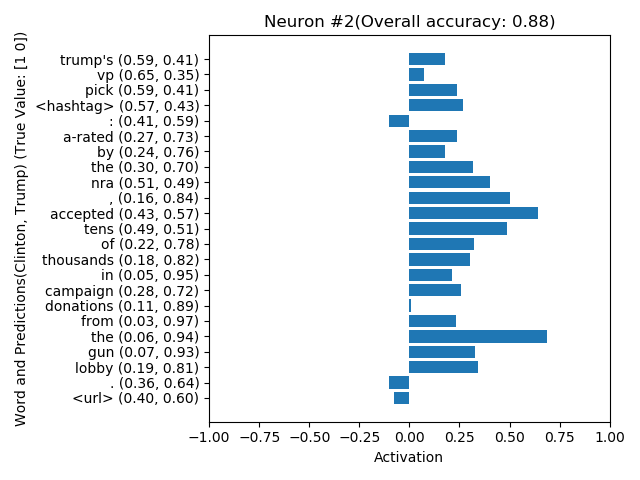 Neuron #2(Overall accuracy: 0.88)
Word and Predictions(Clinton, Trump) (True Value: [1 0])
trump's (0.59, 0.41)
vp (0.65, 0.35)
pick (0.59, 0.41)
<hashtag> (0.57, 0.43)
: (0.41, 0.59)
a-rated (0.27, 0.73)
by (0.24, 0.76)
the (0.30, 0.70)
nra (0.51, 0.49)
, (0.16, 0.84)
accepted (0.43, 0.57)
tens (0.49, 0.51)
of (0.22, 0.78)
thousands (0.18, 0.82)
in (0.05, 0.95)
campaign (0.28, 0.72)
donations (0.11, 0.89)
from (0.03, 0.97)
the (0.06, 0.94)
gun (0.07, 0.93)
lobby (0.19, 0.81)
. (0.36, 0.64)
<url> (0.40, 0.60)
−1.00 −0.75 −0.50 −0.25 0.00 0.25 0.50 0.75 1.00
Activation